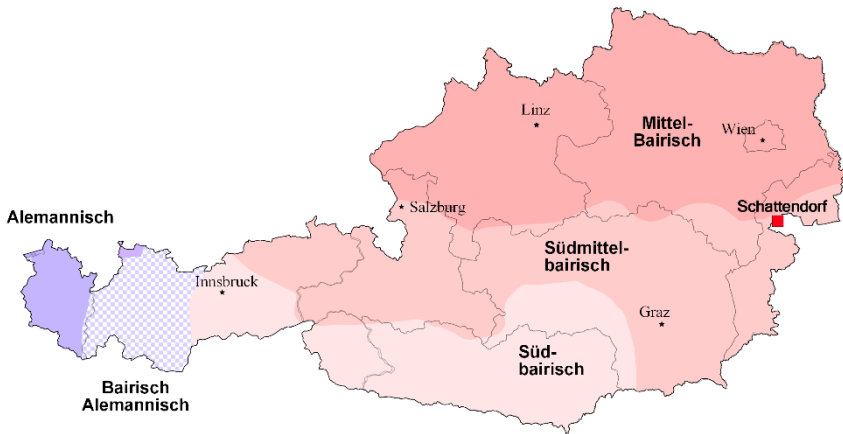 Linz
Mittel-
Bairisch
Wien
Salzburg
Schattendorf
Alemannisch
Südmittel-
bairisch
Innsbruck
Graz
Süd-
bairisch
Bairisch
Alemannisch